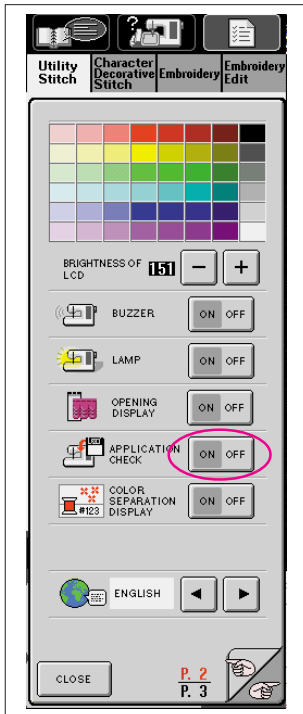 Utility Stitch
Character Decorative Stitch
Embroidery
Embroidery Edit
BRIGHTNESS OF LCD 151 − +
BUZZER ON OFF
LAMP ON OFF
OPENING DISPLAY ON OFF
APPLICATION CHECK ON OFF
#123 COLOR SEPARATION DISPLAY ON OFF
ENGLISH
CLOSE
P. 2
P. 3